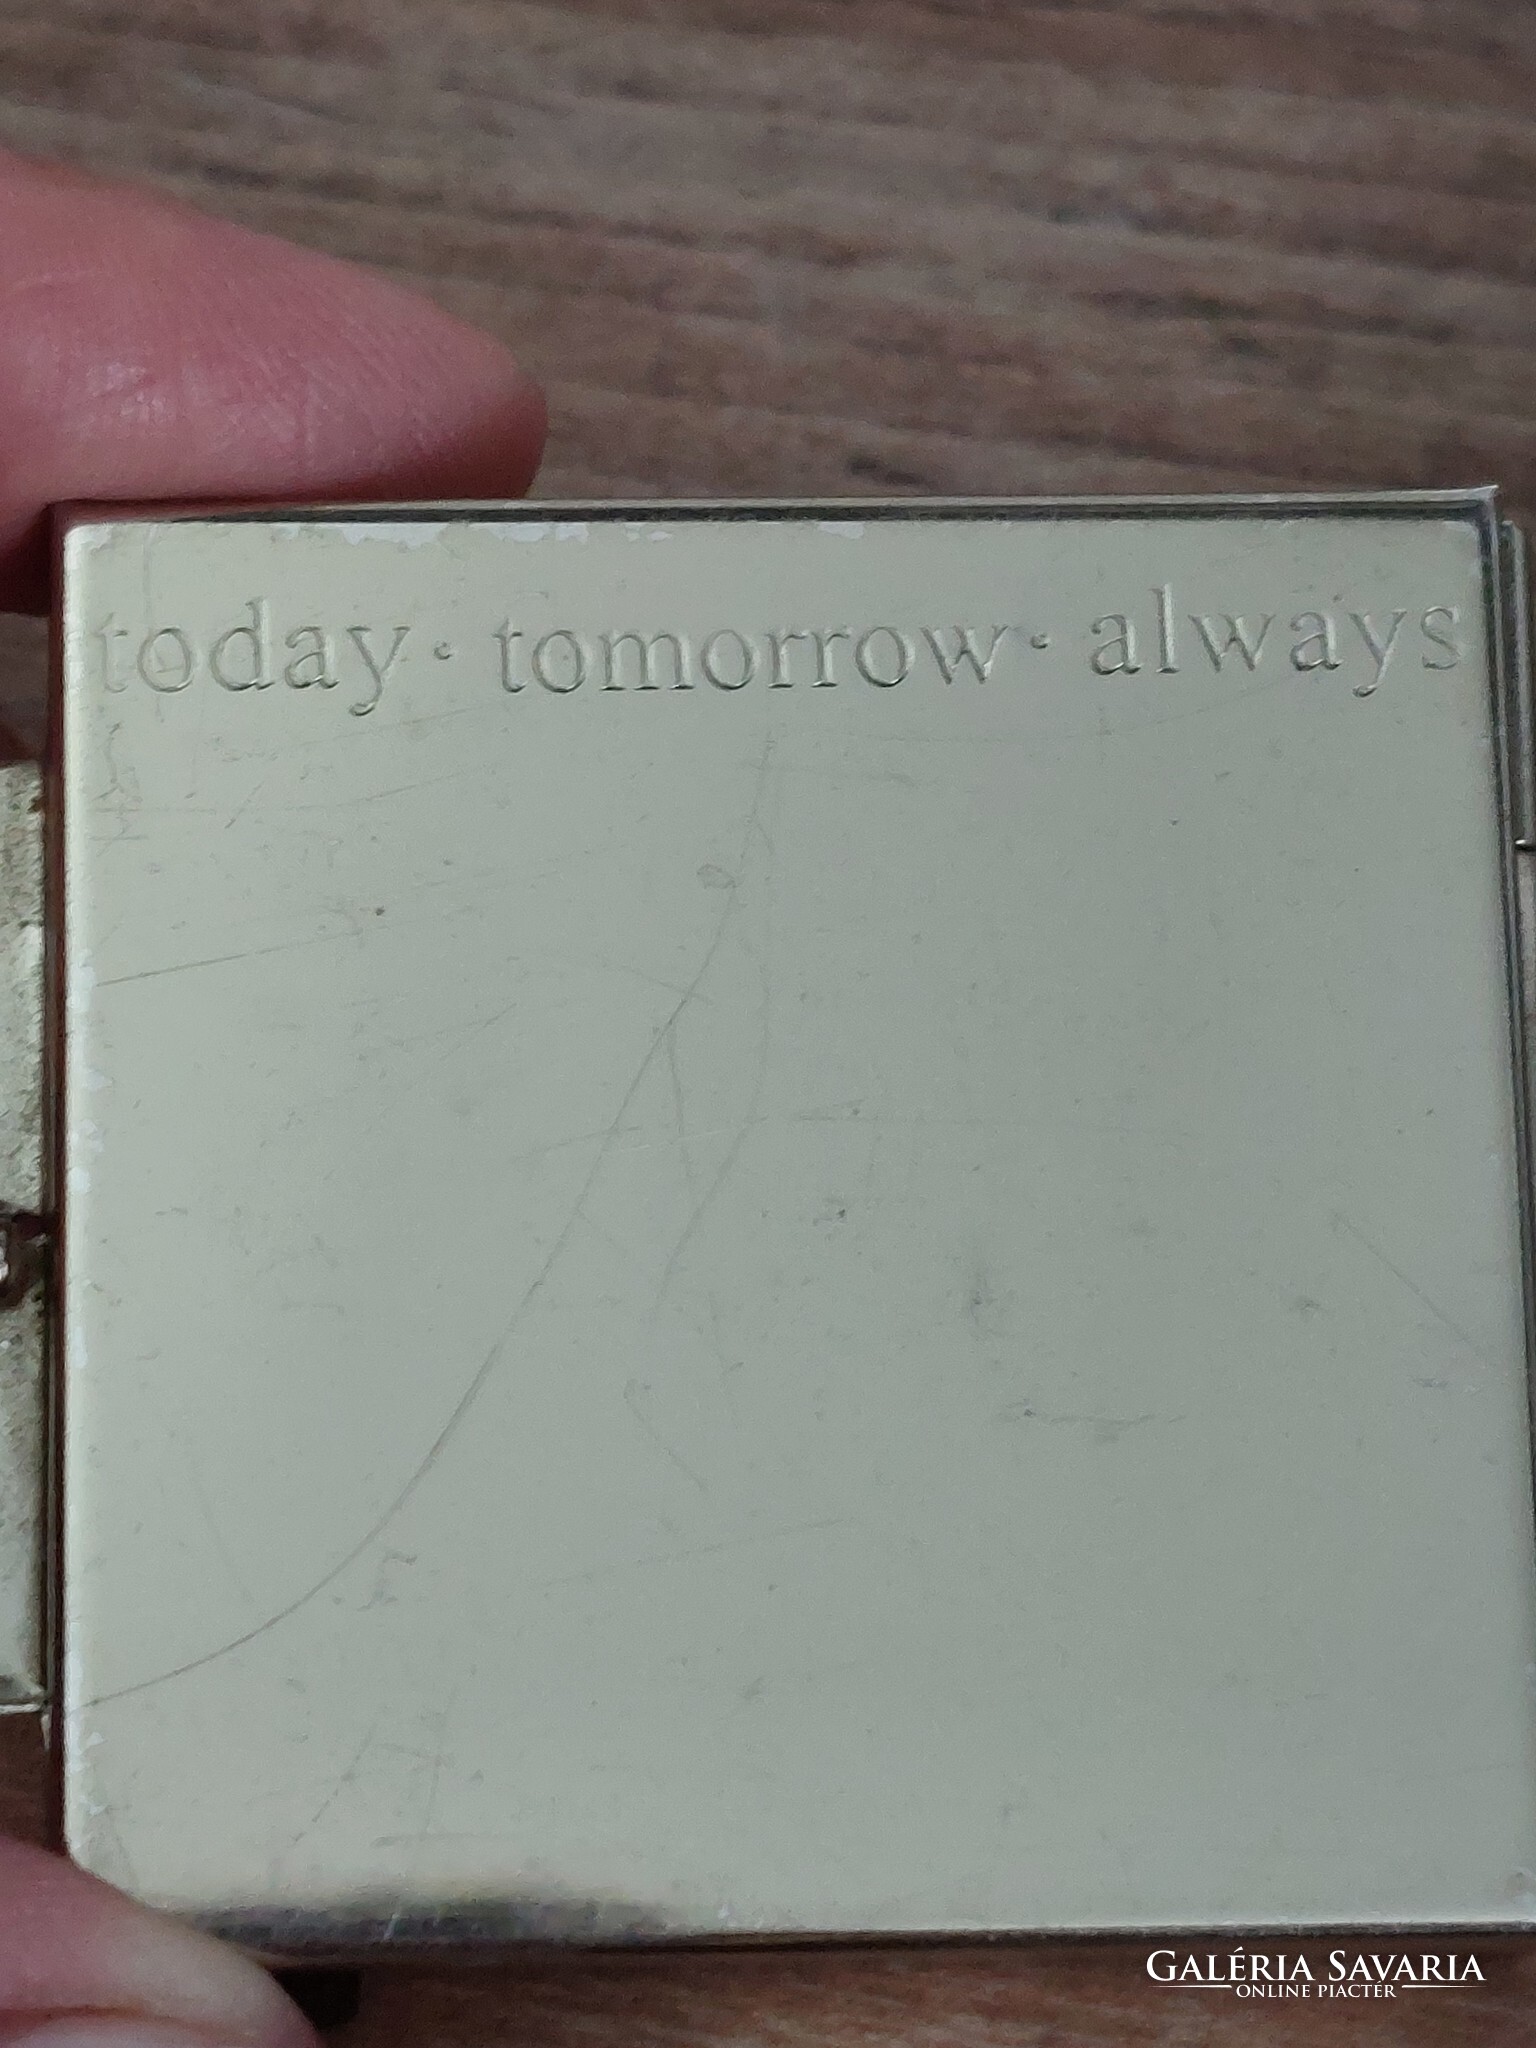 today · tomorrow · always
GALÉRIA SAVARIA
ONLINE PIACTÉR